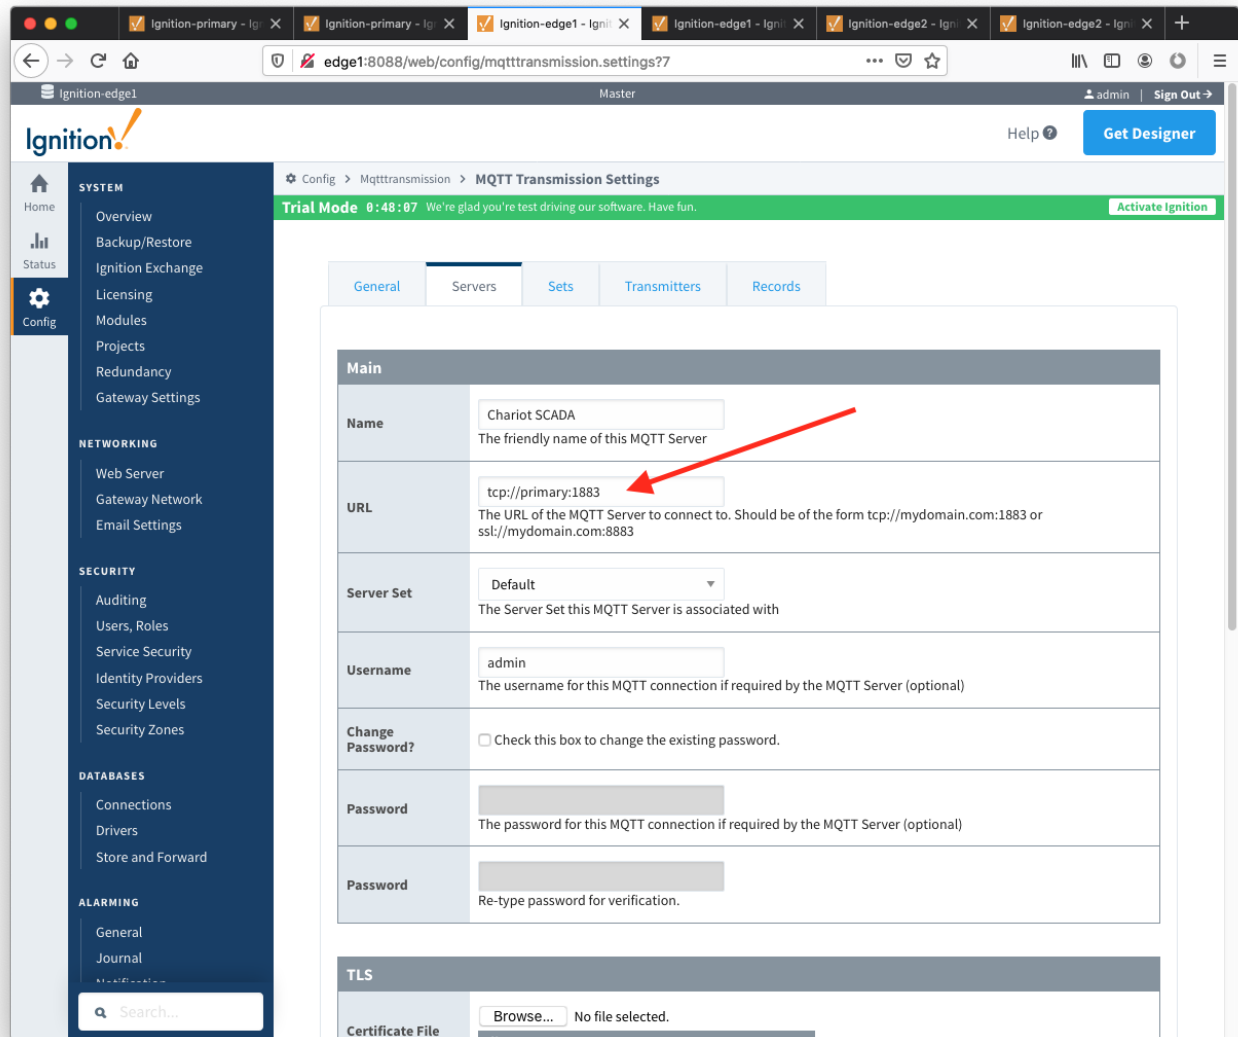 Ignition-primary - Ig
Ignition-primary - Ig
Ignition-edge1 - Ignit
Ignition-edge1 - Ignit
Ignition-edge2 - Ign
Ignition-edge2 - Ign
edge1:8088/web/config/mqtttransmission.settings?7
Ignition-edge1
Master
admin | Sign Out
Ignition!
Help
Get Designer
Config > Mqtttransmission > MQTT Transmission Settings
Trial Mode 0:48:07 We're glad you're test driving our software. Have fun.
Activate Ignition
Home
Status
Config
SYSTEM
Overview
Backup/Restore
Ignition Exchange
Licensing
Modules
Projects
Redundancy
Gateway Settings
NETWORKING
Web Server
Gateway Network
Email Settings
SECURITY
Auditing
Users, Roles
Service Security
Identity Providers
Security Levels
Security Zones
DATABASES
Connections
Drivers
Store and Forward
ALARMING
General
Journal
Notification
Search...
General
Servers
Sets
Transmitters
Records
Main
Name
Chariot SCADA
The friendly name of this MQTT Server
URL
tcp://primary:1883
The URL of the MQTT Server to connect to. Should be of the form tcp://mydomain.com:1883 or
ssl://mydomain.com:8883
Server Set
Default
The Server Set this MQTT Server is associated with
Username
admin
The username for this MQTT connection if required by the MQTT Server (optional)
Change
Password?
Check this box to change the existing password.
Password
The password for this MQTT connection if required by the MQTT Server (optional)
Password
Re-type password for verification.
TLS
Certificate File
Browse... No file selected.